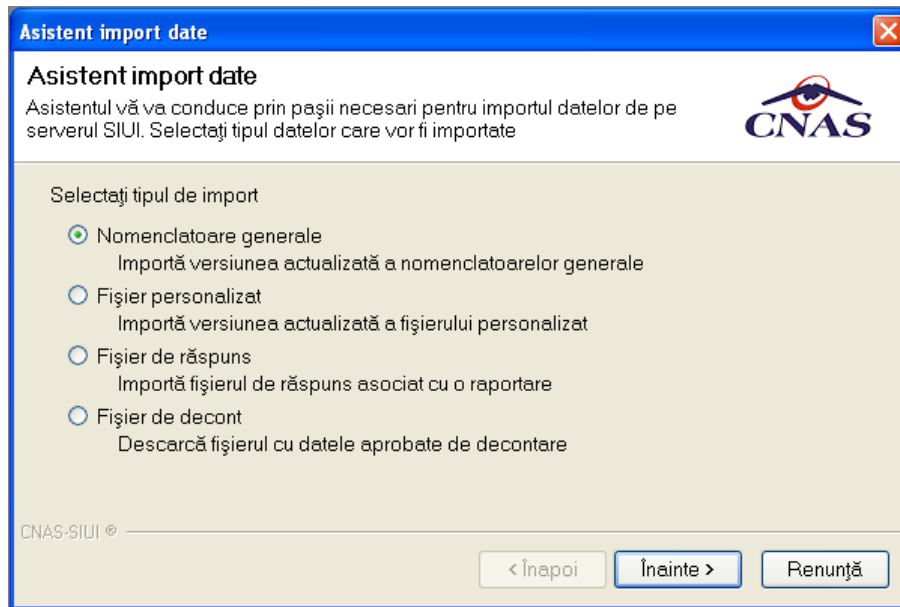 Asistent import date
Asistent import date
Asistentul vă va conduce prin paşii necesari pentru importul datelor de pe
serverul SIUI. Selectaţi tipul datelor care vor fi importate
CNAS
Selectaţi tipul de import
Nomenclatoare generale
Importă versiunea actualizată a nomenclatoarelor generale
Fişier personalizat
Importă versiunea actualizată a fişierului personalizat
Fişier de răspuns
Importă fişierul de răspuns asociat cu o raportare
Fişier de decont
Descarcă fişierul cu datele aprobate de decontare
CNAS-SIUI ®
< Înapoi
Înainte >
Renunţă